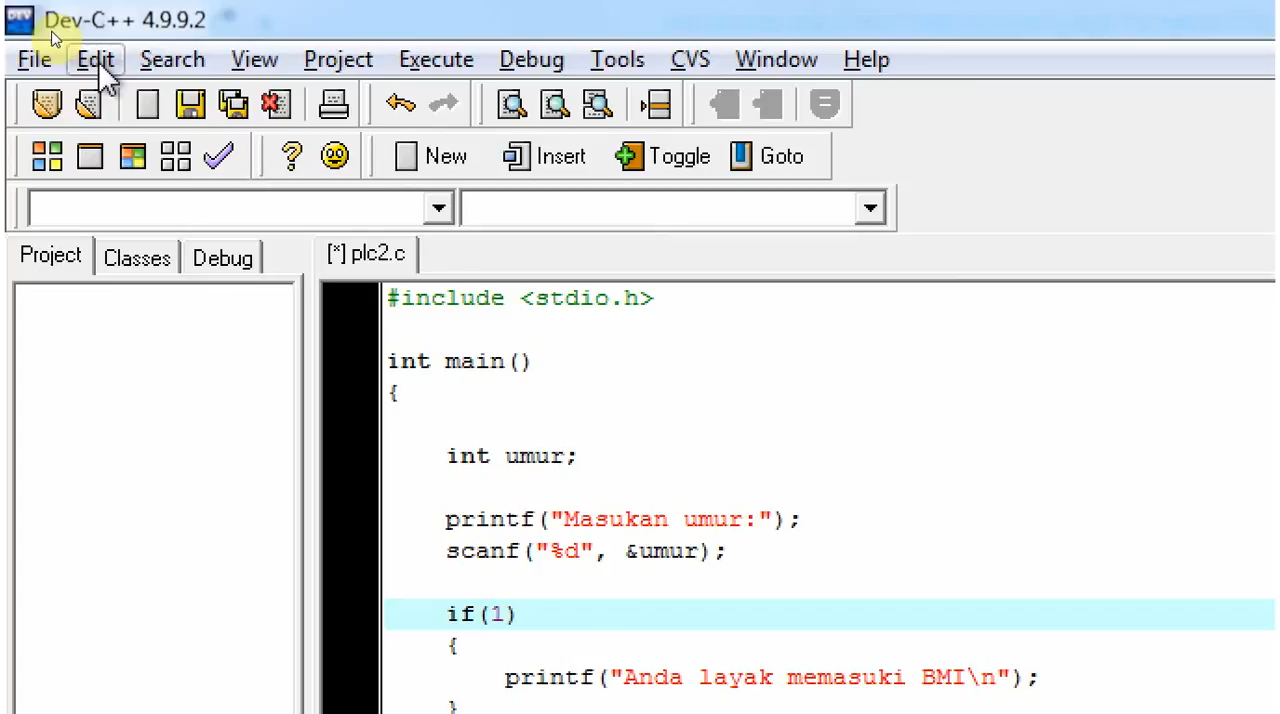 Dev-C++ 4.9.9.2
File Edit Search View Project Execute Debug Tools CVS Window Help
New Insert Toggle Goto
Project Classes Debug [*] plc2.c
#include <stdio.h>
int main()
{
int umur;
printf("Masukan umur:");
scanf("%d", &umur);
if(1)
{
printf("Anda layak memasuki BMI\n");
}